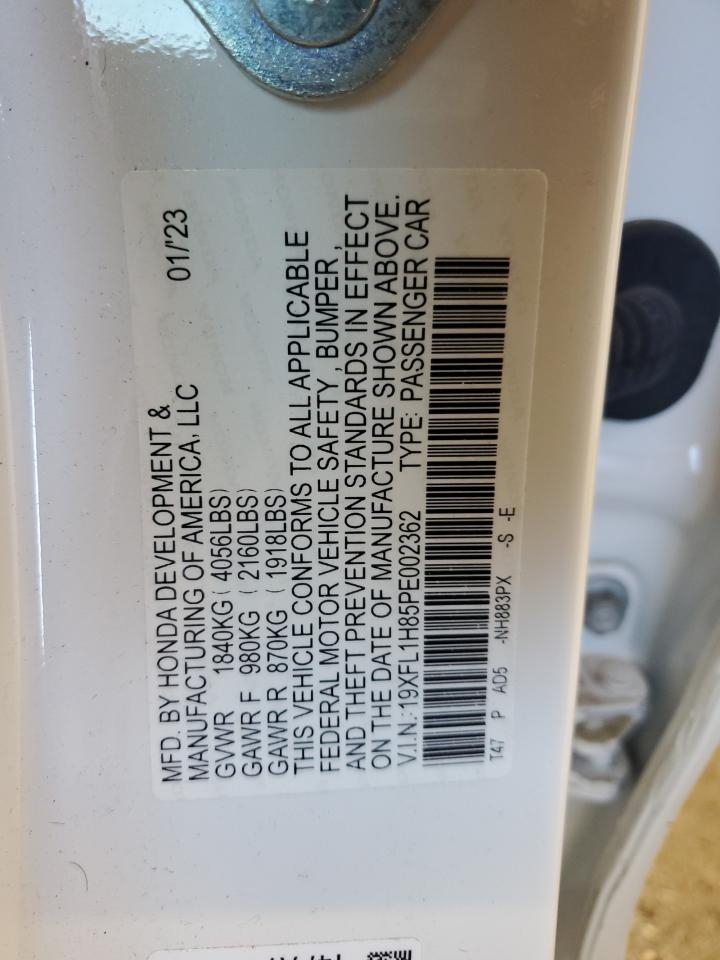 MFD. BY HONDA DEVELOPMENT &
MANUFACTURING OF AMERICA, LLC 01/'23
GVWR 1840KG(4056LBS)
GAWR F 980KG (2160LBS)
GAWR R 870KG (1918LBS)
THIS VEHICLE CONFORMS TO ALL APPLICABLE
FEDERAL MOTOR VEHICLE SAFETY, BUMPER,
AND THEFT PREVENTION STANDARDS IN EFFECT
ON THE DATE OF MANUFACTURE SHOWN ABOVE.
V.I.N.:19XFL1H85PE002362 TYPE: PASSENGER CAR
T47 P AD5 -NH883PX -S -E